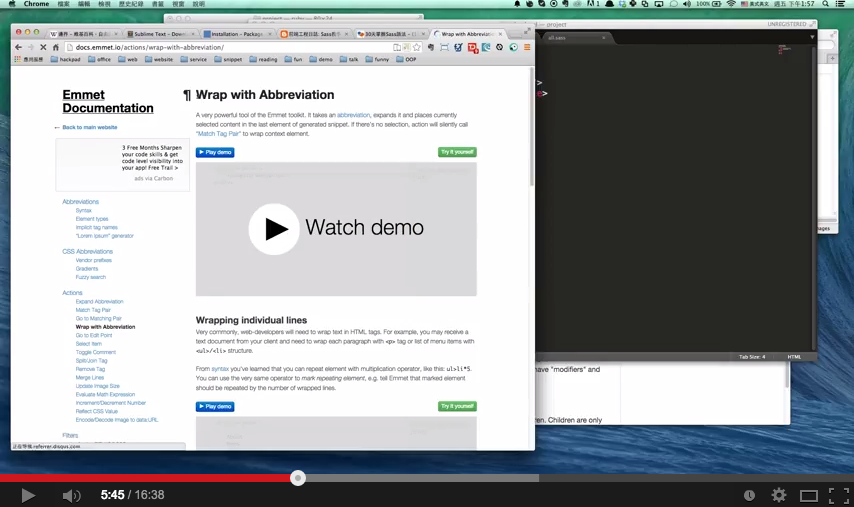 Chrome 檔案 編輯 檢視 歷史紀錄 書籤 視窗 說明
100% 週五 下午1:57
project
UNREGISTERED
Sublime Text - Dow
Installation - Package
Wrap with Abbreviati
all.sass
docs.emmet.io/actions/wrap-with-abbreviation/
應用服務 hackpad office web website service snippet reading fun demo talk funny OOP
Emmet
Documentation
← Back to main website
3 Free Months Sharpen
your code skills & get
code level visibility into
your app! Free Trail >
ads via Carbon
Abbreviations
Syntax
Element types
Implicit tag names
"Lorem ipsum" generator
CSS Abbreviations
Vendor prefixes
Gradients
Fuzzy search
Actions
Expand Abbreviation
Match Tag Pair
Go to Matching Pair
Wrap with Abbreviation
Go to Edit Point
Select Item
Toggle Comment
Split/Join Tag
Remove Tag
Merge Lines
Update Image Size
Evaluate Math Expression
Increment/Decrement Number
Reflect CSS Value
Encode/Decode Image to data:URL
Filters
¶ Wrap with Abbreviation
A very powerful tool of the Emmet toolkit. It takes an abbreviation, expands it and places currently
selected content in the last element of generated snippet. If there's no selection, action will silently call
"Match Tag Pair" to wrap context element.
Play demo
Try it yourself
Watch demo
Wrapping individual lines
Very commonly, web-developers will need to wrap text in HTML tags. For example, you may receive a
text document from your client and need to wrap each paragraph with <p> tag or list of menu items with
<ul>/<li> structure.
From syntax you've learned that you can repeat element with multiplication operator, like this: ul>li*5.
You can use the very same operator to mark repeating element, e.g. tell Emmet that marked element
should be repeated by the number of wrapped lines.
Play demo
Try it yourself
Tab Size: 4 HTML
have "modifiers" and
ren. Children are only
5:45 / 16:38